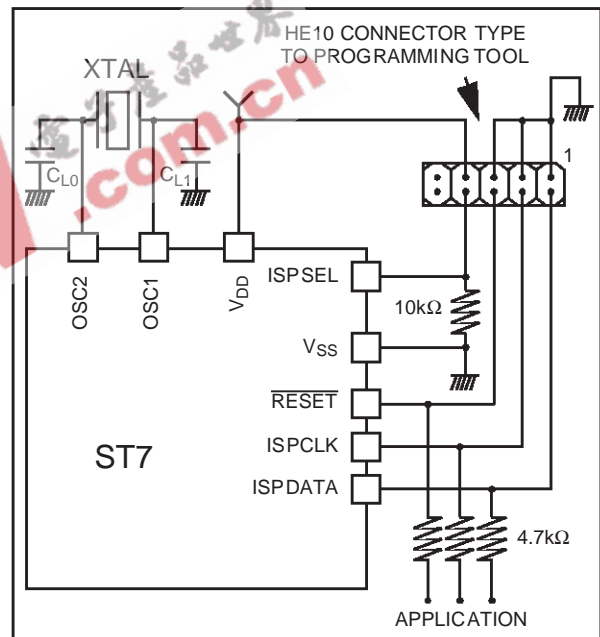 HE10 CONNECTOR TYPE
TO PROGRAMMING TOOL
XTAL
1
CL0
CL1
OSC2
OSC1
VDD
ISPSEL
10kΩ
VSS
RESET
ISPCLK
ST7
ISPDATA
4.7kΩ
APPLICATION
.com.cn